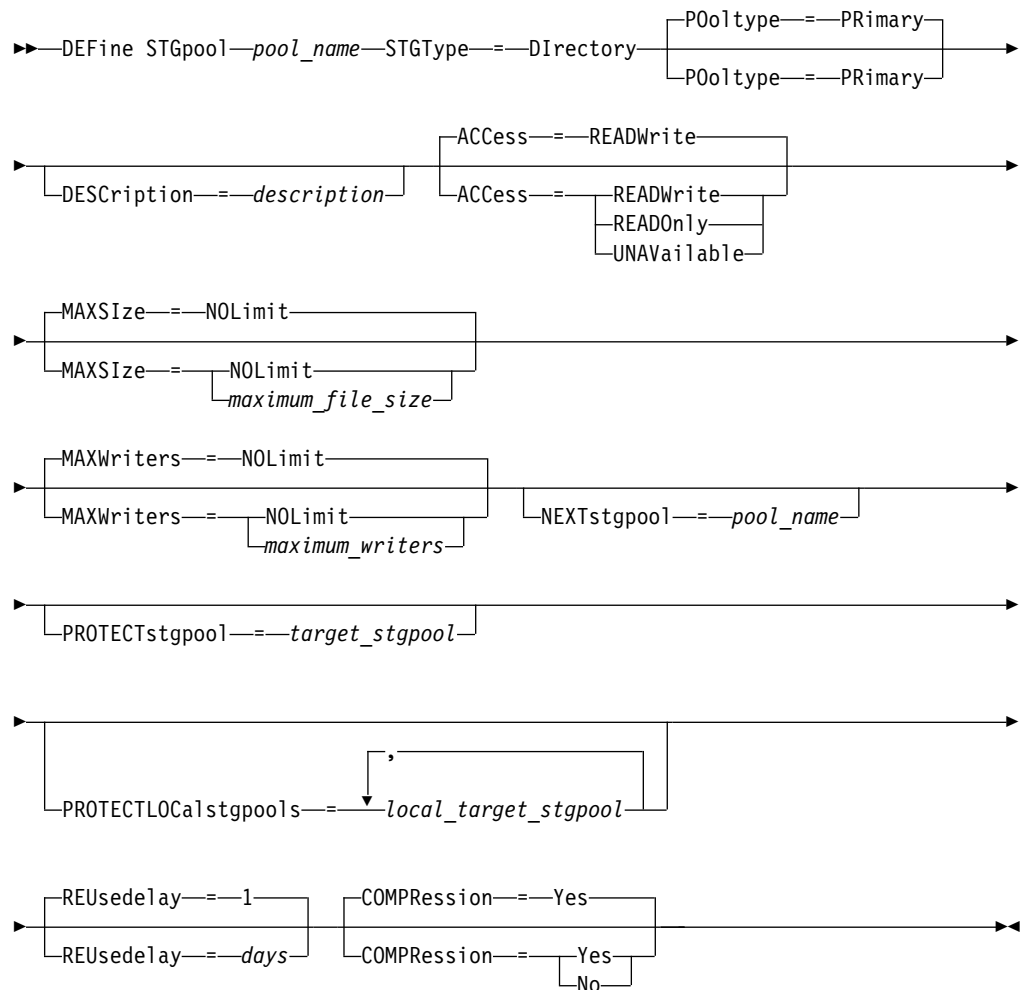 POoltype = PRimary
DEFine STGpool pool_name STGType = DIrectory
POoltype = PRimary
ACCess = READWrite
DESCription = description
ACCess = READWrite
READOnly
UNAVailable
MAXSIze = NOLimit
MAXSIze = NOLimit
maximum_file_size
MAXWriters = NOLimit
MAXWriters = NOLimit
maximum_writers
NEXTstgpool = pool_name
PROTECTstgpool = target_stgpool
,
PROTECTLOCalstgpools = local_target_stgpool
REUsedelay = 1
COMPRession = Yes
REUsedelay = days
COMPRession = Yes
No